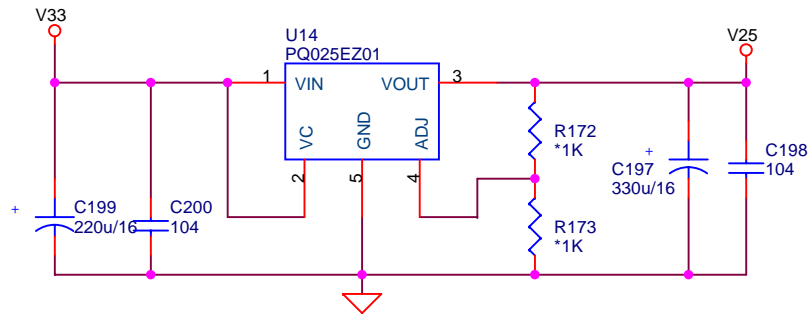 V33
U14
PQ025EZ01
V25
1
VIN
VOUT
3
VC
GND
ADJ
2
5
4
R172
*1K
+
C197
330u/16
C198
104
+
C199
220u/16
C200
104
R173
*1K